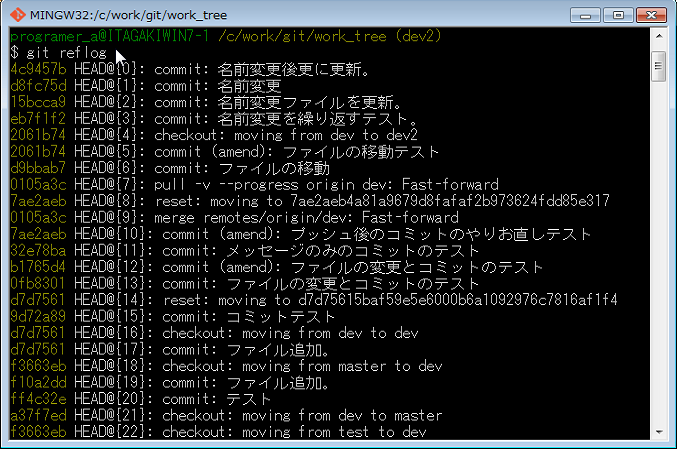 MINGW32:/c/work/git/work_tree
programer_a@ITAGAKIWIN7-1 /c/work/git/work_tree (dev2)
$ git reflog
4c9457b HEAD@{0}: commit: 名前変更後更に更新。
d8fc75d HEAD@{1}: commit: 名前変更
15bcca9 HEAD@{2}: commit: 名前変更ファイルを更新。
eb7f1f2 HEAD@{3}: commit: 名前変更を繰り返すテスト。
2061b74 HEAD@{4}: checkout: moving from dev to dev2
2061b74 HEAD@{5}: commit (amend): ファイルの移動テスト
d9bbab7 HEAD@{6}: commit: ファイルの移動
0105a3c HEAD@{7}: pull -v --progress origin dev: Fast-forward
7ae2aeb HEAD@{8}: reset: moving to 7ae2aeb4a81a9679d8fafaf2b973624fdd85e317
0105a3c HEAD@{9}: merge remotes/origin/dev: Fast-forward
7ae2aeb HEAD@{10}: commit (amend): プッシュ後のコミットのやりお直しテスト
32e78ba HEAD@{11}: commit: メッセージのみのコミットのテスト
b1765d4 HEAD@{12}: commit (amend): ファイルの変更とコミットのテスト
0fb8301 HEAD@{13}: commit: ファイルの変更とコミットのテスト
d7d7561 HEAD@{14}: reset: moving to d7d75615baf59e5e6000b6a1092976c7816af1f4
9d72a89 HEAD@{15}: commit: コミットテスト
d7d7561 HEAD@{16}: checkout: moving from dev to dev
d7d7561 HEAD@{17}: commit: ファイル追加。
f3663eb HEAD@{18}: checkout: moving from master to dev
f10a2dd HEAD@{19}: commit: ファイル追加。
ff4c32e HEAD@{20}: commit: テスト
a37f7ed HEAD@{21}: checkout: moving from dev to master
f3663eb HEAD@{22}: checkout: moving from test to dev